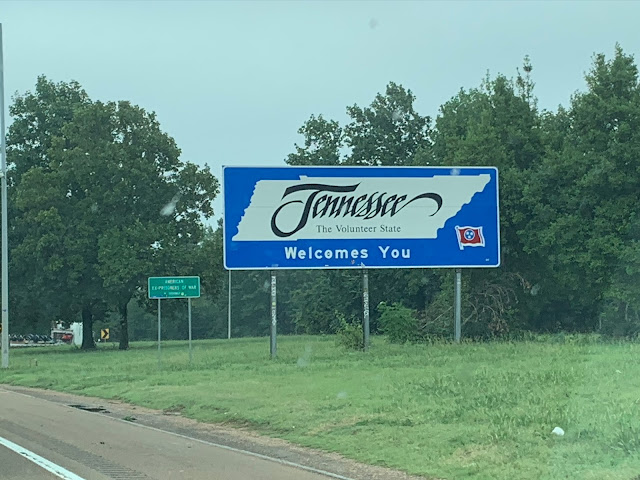 Tennessee
The Volunteer State
Welcomes You
AMERICAN
EX-PRISONERS OF WAR